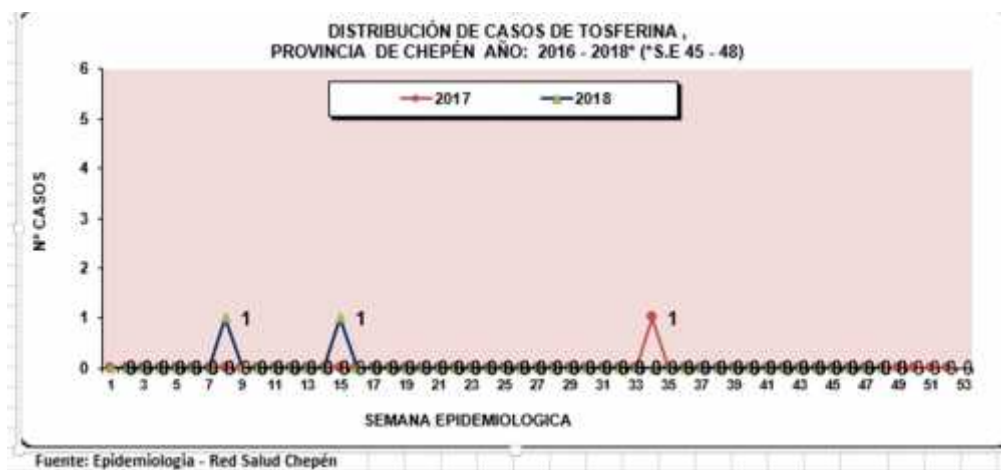 DISTRIBUCIÓN DE CASOS DE TOSFERINA ,
PROVINCIA DE CHEPÉN AÑO: 2016 - 2018* (*S.E 45 - 48)
2017 2018
6
5
4
3
2
1
0
1 1 1
1 3 5 7 9 11 13 15 17 19 21 23 25 27 29 31 33 35 37 39 41 43 45 47 49 51 53
Nº CASOS
SEMANA EPIDEMIOLOGICA
Fuente: Epidemiología - Red Salud Chepén